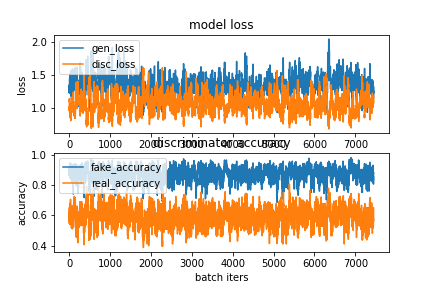 model loss
2.0
1.5
1.0
loss
gen_loss
disc_loss
0 1000 2000 3000 4000 5000 6000 7000
discriminator accuracy
1.0
0.8
0.6
0.4
accuracy
fake_accuracy
real_accuracy
0 1000 2000 3000 4000 5000 6000 7000
batch iters